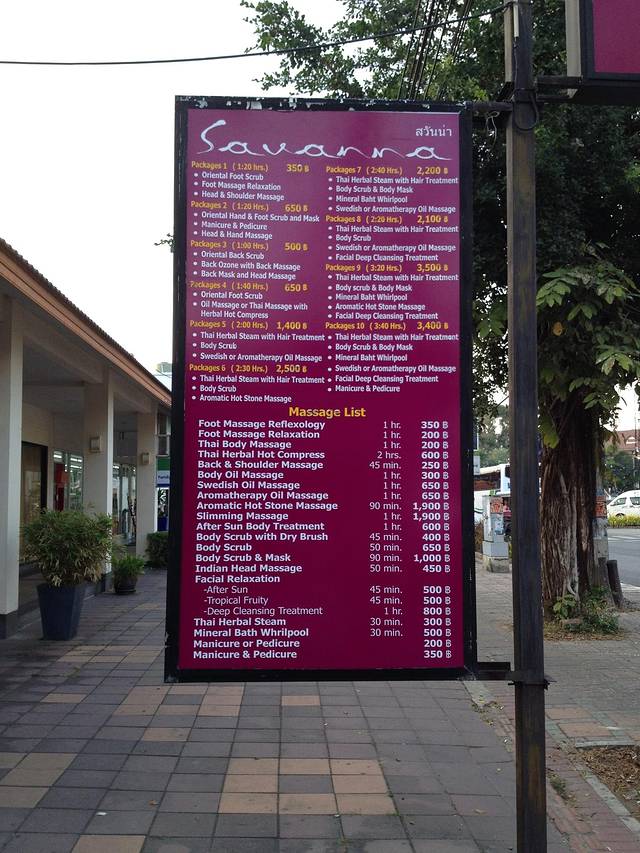 สวันน่า
Savanna
Packages 1 ( 1:20 hrs.) 350 ฿
• Oriental Foot Scrub
• Foot Massage Relaxation
• Head & Shoulder Massage
Packages 2 ( 1:20 Hrs.) 650 ฿
• Oriental Hand & Foot Scrub and Mask
• Manicure & Pedicure
• Head & Hand Massage
Packages 3 ( 1:00 Hrs.) 500 ฿
• Oriental Back Scrub
• Back Ozone with Back Massage
• Back Mask and Head Massage
Packages 4 ( 1:40 Hrs.) 650 ฿
• Oriental Foot Scrub
• Oil Massage or Thai Massage with
Herbal Hot Compress
Packages 5 ( 2:00 Hrs.) 1,400 ฿
• Thai Herbal Steam with Hair Treatment
• Body Scrub
• Swedish or Aromatherapy Oil Massage
Packages 6 ( 2:30 Hrs.) 2,500 ฿
• Thai Herbal Steam with Hair Treatment
• Body Scrub
• Aromatic Hot Stone Massage
Packages 7 ( 2:40 Hrs.) 2,200 ฿
• Thai Herbal Steam with Hair Treatment
• Body Scrub & Body Mask
• Mineral Baht Whirlpool
• Swedish or Aromatherapy Oil Massage
Packages 8 ( 2:20 Hrs.) 2,100 ฿
• Thai Herbal Steam with Hair Treatment
• Body Scrub
• Swedish or Aromatherapy Oil Massage
• Facial Deep Cleansing Treatment
Packages 9 ( 3:20 Hrs.) 3,500 ฿
• Thai Herbal Steam with Hair Treatment
• Body scrub & Body Mask
• Mineral Baht Whirlpool
• Aromatic Hot Stone Massage
• Facial Deep Cleansing Treatment
Packages 10 ( 3:40 Hrs.) 3,400 ฿
• Thai Herbal Steam with Hair Treatment
• Body Scrub & Body Mask
• Mineral Baht Whirlpool
• Swedish or Aromatherapy Oil Massage
• Facial Deep Cleansing Treatment
• Manicure & Pedicure
Massage List
Foot Massage Reflexology 1 hr. 350 ฿
Foot Massage Relaxation 1 hr. 200 ฿
Thai Body Massage 1 hr. 200 ฿
Thai Herbal Hot Compress 2 hrs. 600 ฿
Back & Shoulder Massage 45 min. 250 ฿
Body Oil Massage 1 hr. 300 ฿
Swedish Oil Massage 1 hr. 650 ฿
Aromatherapy Oil Massage 1 hr. 650 ฿
Aromatic Hot Stone Massage 90 min. 1,900 ฿
Slimming Massage 1 hr. 1,900 ฿
After Sun Body Treatment 1 hr. 600 ฿
Body Scrub with Dry Brush 45 min. 400 ฿
Body Scrub 50 min. 650 ฿
Body Scrub & Mask 90 min. 1,000 ฿
Indian Head Massage 50 min. 450 ฿
Facial Relaxation
-After Sun 45 min. 500 ฿
-Tropical Fruity 45 min. 500 ฿
-Deep Cleansing Treatment 1 hr. 800 ฿
Thai Herbal Steam 30 min. 300 ฿
Mineral Bath Whrilpool 30 min. 500 ฿
Manicure or Pedicure 200 ฿
Manicure & Pedicure 350 ฿